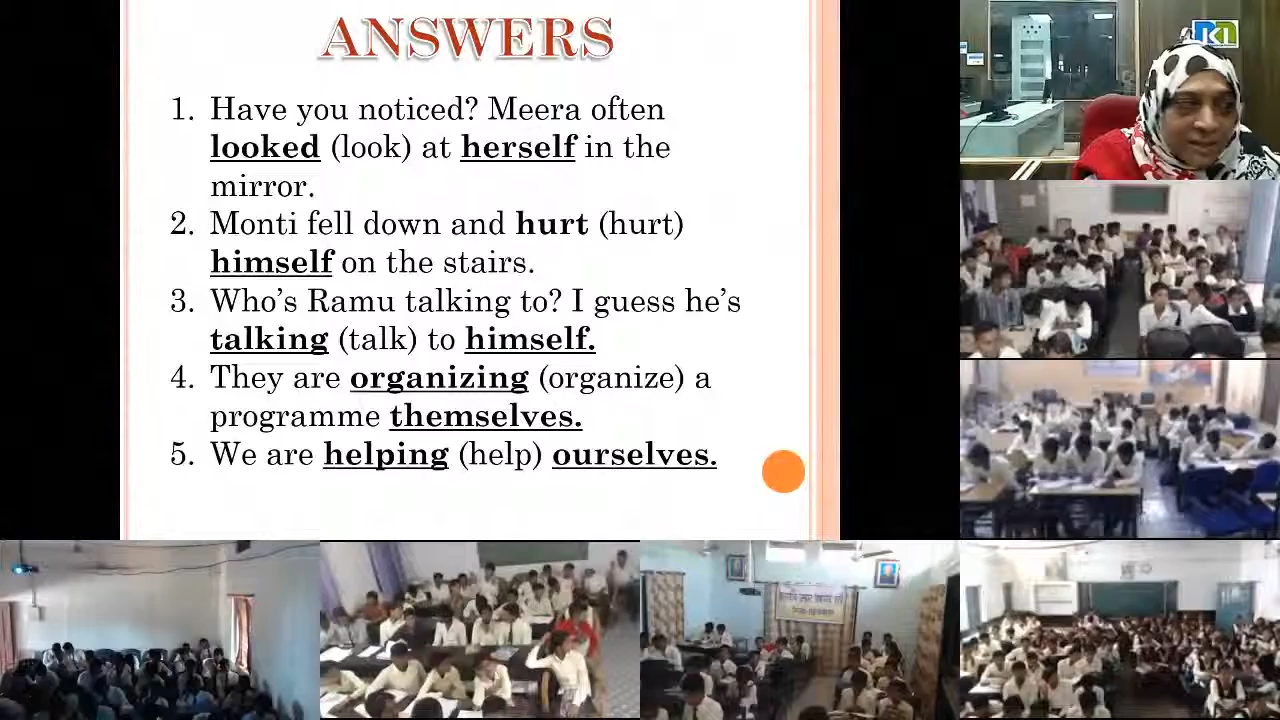 ANSWERS
1. Have you noticed? Meera often
looked (look) at herself in the
mirror.
2. Monti fell down and hurt (hurt)
himself on the stairs.
3. Who’s Ramu talking to? I guess he’s
talking (talk) to himself.
4. They are organizing (organize) a
programme themselves.
5. We are helping (help) ourselves.